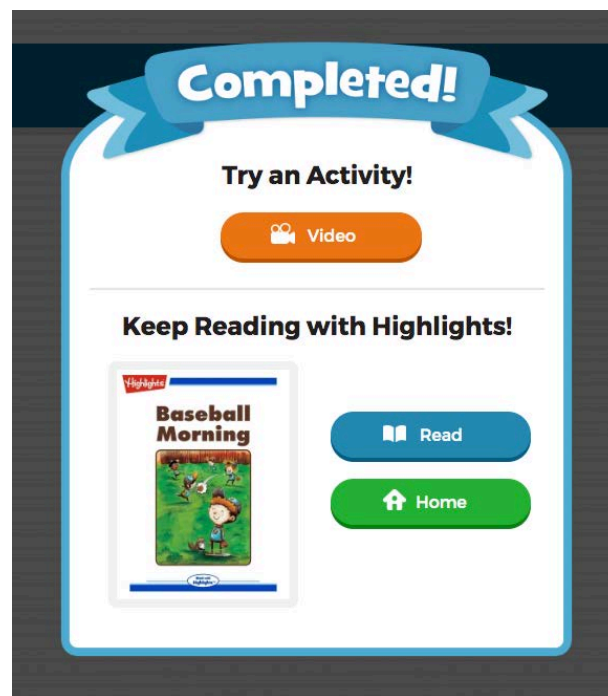 Completed!
Try an Activity!
Video
Keep Reading with Highlights!
Highlights
Baseball
Morning
Read
Home